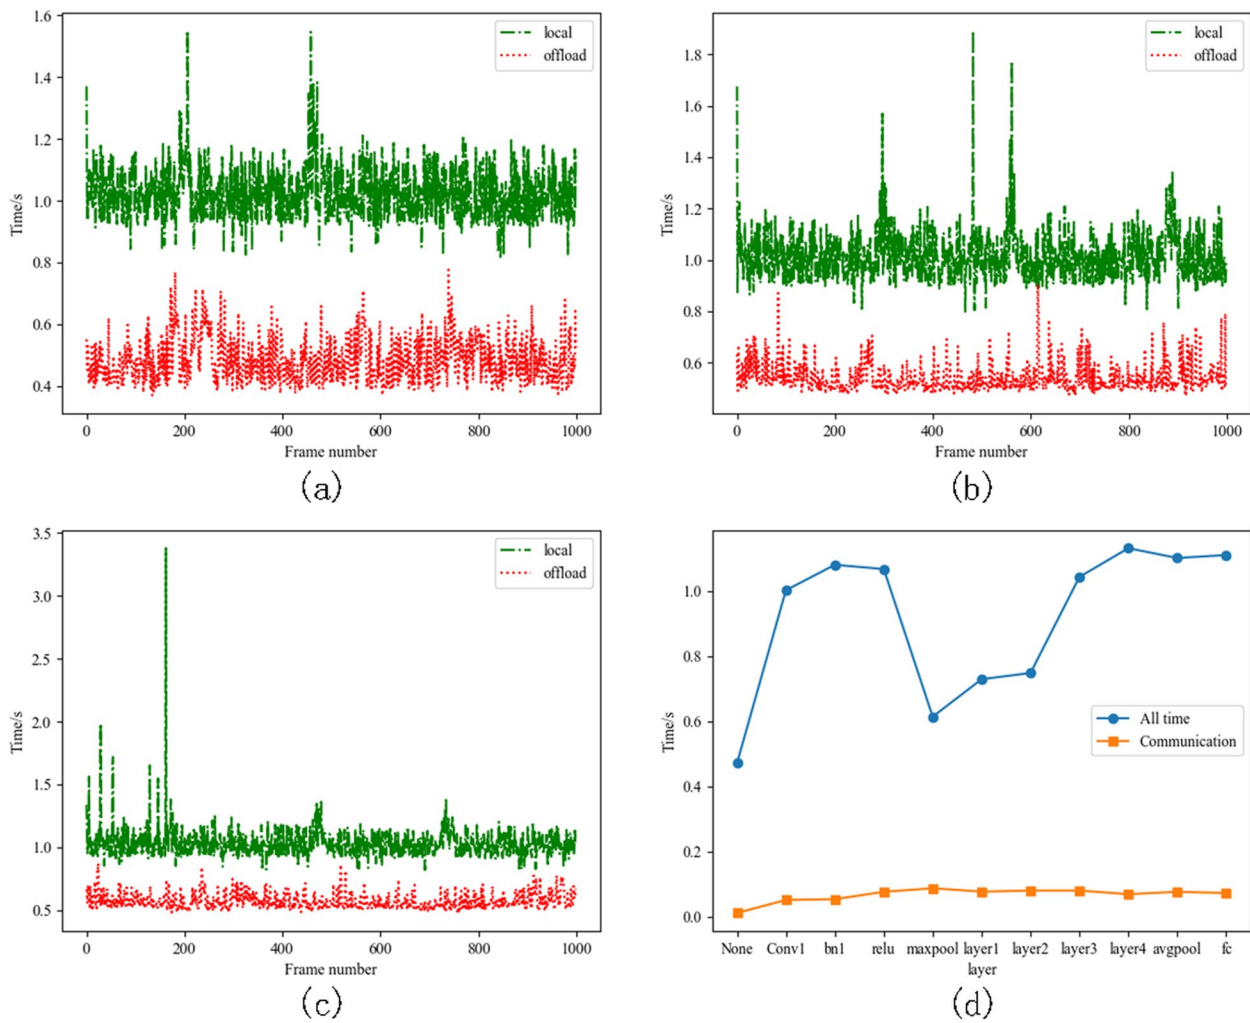 1.6
1.4
1.2
1.0
0.8
0.6
0.4
Time/s
local
offload
0 200 400 600 800 1000
Frame number
(a)
1.8
1.6
1.4
1.2
1.0
0.8
0.6
Time/s
local
offload
0 200 400 600 800 1000
Frame number
(b)
3.5
3.0
2.5
2.0
1.5
1.0
0.5
Time/s
local
offload
0 200 400 600 800 1000
Frame number
(c)
1.0
0.8
0.6
0.4
0.2
0.0
Time/s
All time
Communication
None Conv1 bn1 relu maxpool layer1 layer2 layer3 layer4 avgpool fc
layer
(d)